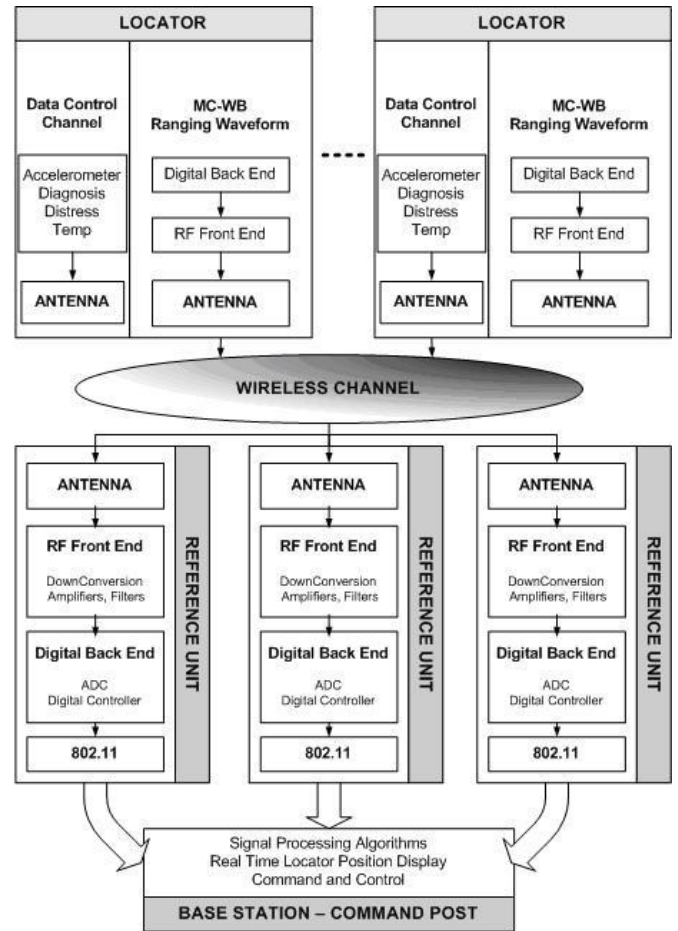 LOCATOR
Data Control
Channel
Accelerometer
Diagnosis
Distress
Temp
ANTENNA
MC-WB
Ranging Waveform
Digital Back End
RF Front End
ANTENNA
LOCATOR
Data Control
Channel
Accelerometer
Diagnosis
Distress
Temp
ANTENNA
MC-WB
Ranging Waveform
Digital Back End
RF Front End
ANTENNA
WIRELESS CHANNEL
ANTENNA
RF Front End
DownConversion
Amplifiers, Filters
Digital Back End
ADC
Digital Controller
802.11
REFERENCE UNIT
ANTENNA
RF Front End
DownConversion
Amplifiers, Filters
Digital Back End
ADC
Digital Controller
802.11
REFERENCE UNIT
ANTENNA
RF Front End
DownConversion
Amplifiers, Filters
Digital Back End
ADC
Digital Controller
802.11
REFERENCE UNIT
Signal Processing Algorithms
Real Time Locator Position Display
Command and Control
BASE STATION – COMMAND POST